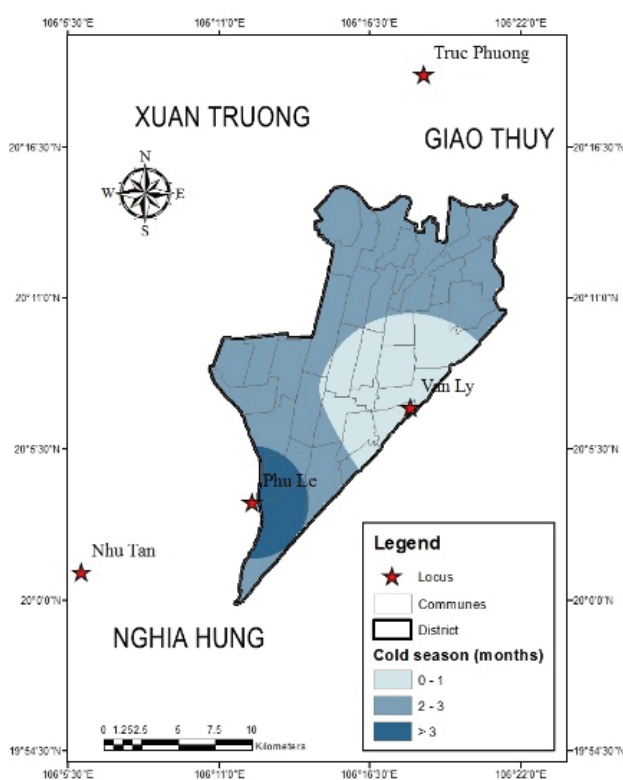 106°5'30"E 106°11'0"E 106°16'30"E 106°22'0"E
Truc Phuong
XUAN TRUONG
GIAO THUY
20°16'30"N 20°16'30"N
N
W E
S
20°11'0"N 20°11'0"N
Van Ly
20°5'30"N 20°5'30"N
Phu Le
Nhu Tan
20°0'0"N 20°0'0"N
NGHIA HUNG
Legend
Locus
Communes
District
Cold season (months)
0 - 1
2 - 3
> 3
0 1.252.5 5 7.5 10
Kilometers
19°54'30"N 19°54'30"N
106°5'30"E 106°11'0"E 106°16'30"E 106°22'0"E